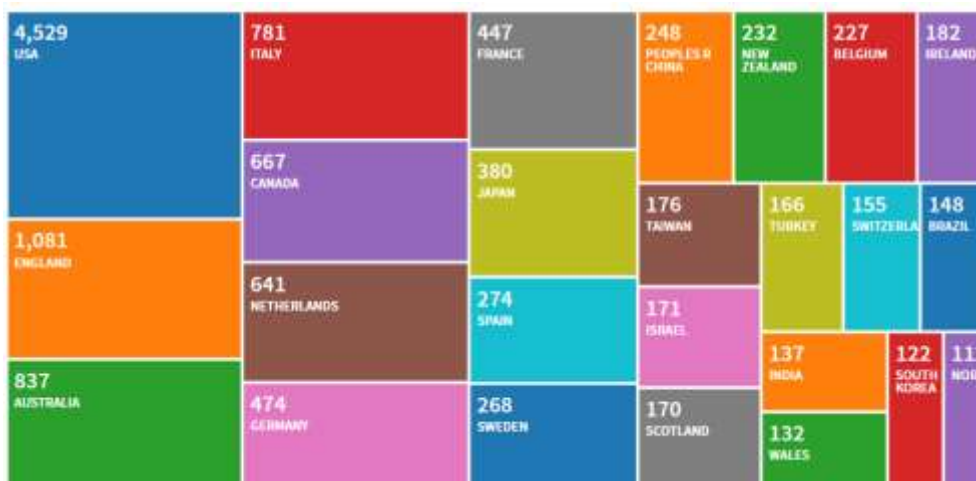 4,529
USA
1,081
ENGLAND
837
AUSTRALIA
781
ITALY
667
CANADA
641
NETHERLANDS
474
GERMANY
447
FRANCE
380
JAPAN
274
SPAIN
268
SWEDEN
248
PEOPLES R
CHINA
232
NEW
ZEALAND
227
BELGIUM
182
IRELAND
176
TAIWAN
171
ISRAEL
170
SCOTLAND
166
TURKEY
155
SWITZERLA
148
BRAZIL
137
INDIA
132
WALES
122
SOUTH
KOREA
11
NOR